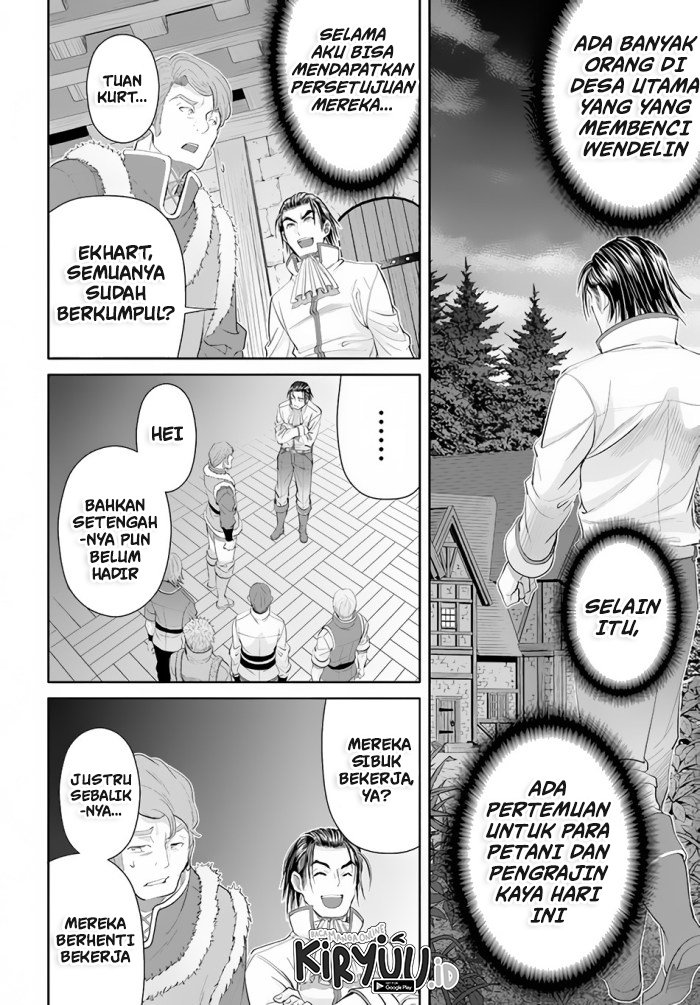 ADA BANYAK
ORANG DI
DESA UTAMA
YANG YANG
MEMBENCI
WENDELIN
SELAIN
ITU,
ADA
PERTEMUAN
UNTUK PARA
PETANI DAN
PENGRAJIN
KAYA HARI
INI
SELAMA
AKU BISA
MENDAPATKAN
PERSETUJUAN
MEREKA...
TUAN
KURT...
EKHART,
SEMUANYA
SUDAH
BERKUMPUL?
......
HEI
BAHKAN
SETENGAH
-NYA PUN
BELUM
HADIR
MEREKA
SIBUK
BEKERJA,
YA?
JUSTRU
SEBALIK-
-NYA...
MEREKA
BERHENTI
BEKERJA
KIRYUU.ID
Google Play